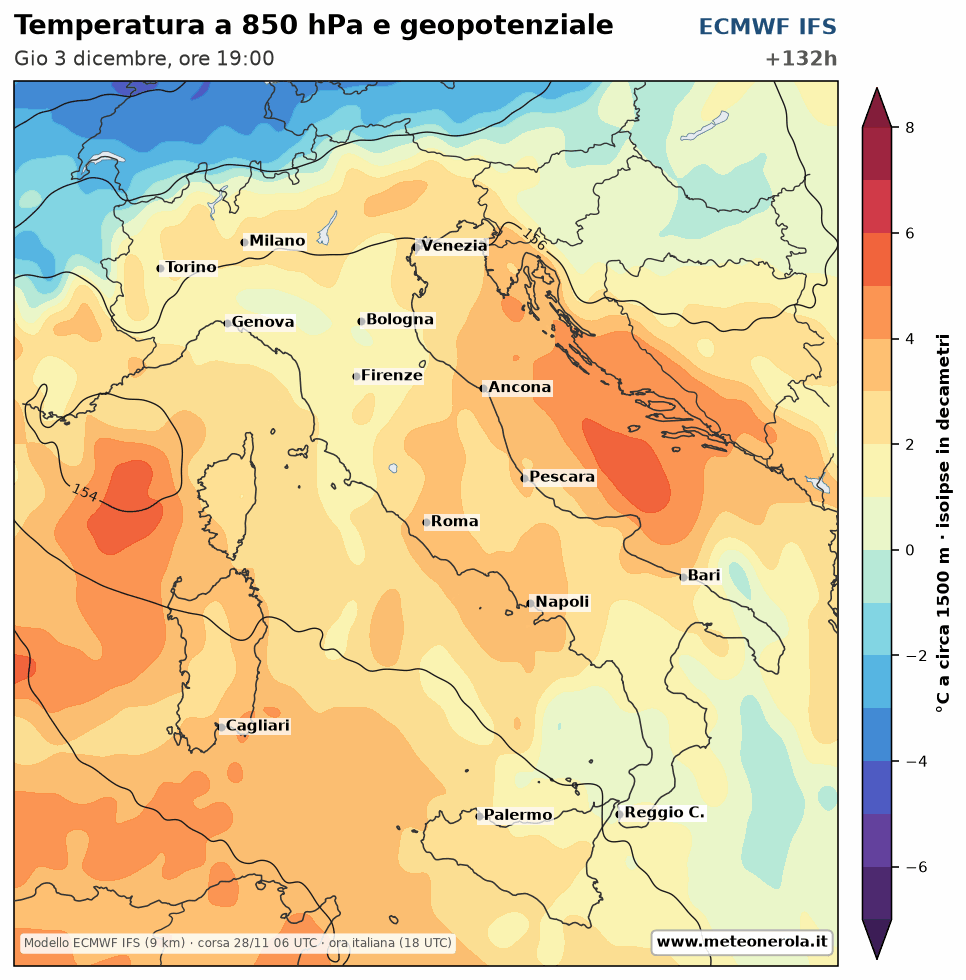 Temperatura a 850 hPa e geopotenziale
ECMWF IFS
Gio 3 dicembre, ore 19:00
+132h
8
6
4
2
0
−2
−4
−6
°C a circa 1500 m · isoipse in decametri
Milano
Venezia
156
Torino
Genova
Bologna
Firenze
Ancona
Pescara
154
Roma
Bari
Napoli
Cagliari
Palermo
Reggio C.
Modello ECMWF IFS (9 km) · corsa 28/11 06 UTC · ora italiana (18 UTC)
www.meteonerola.it